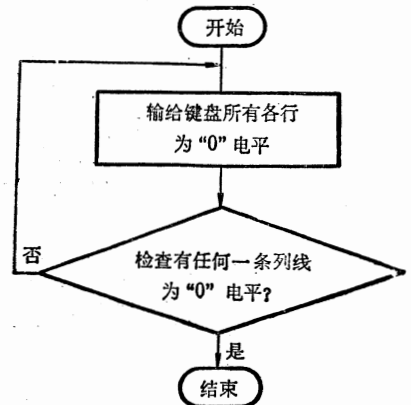 开始
输给键盘所有各行
为“0”电平
否
检查有任何一条列线
为“0”电平?
是
结束